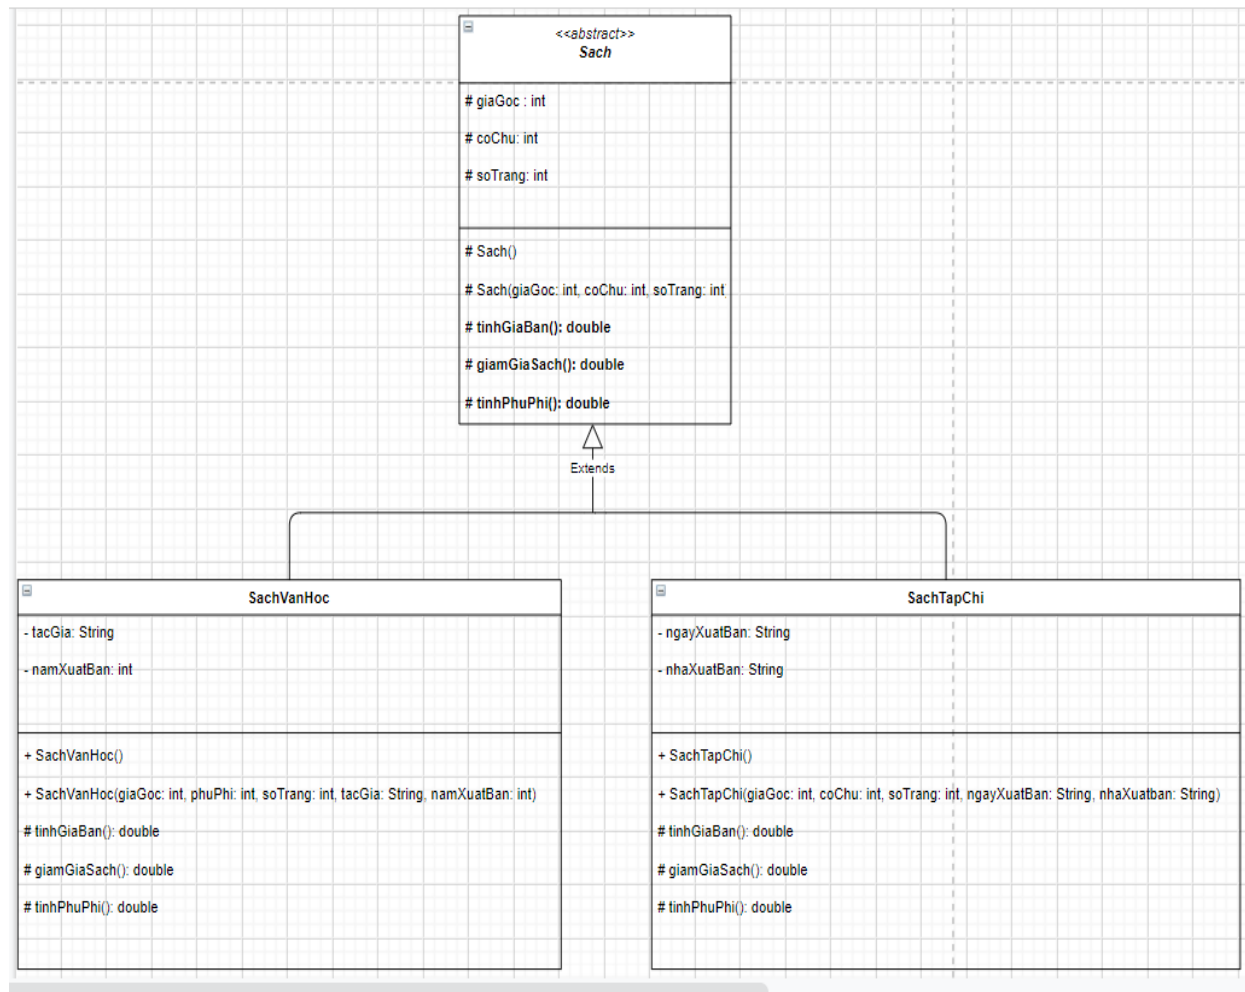 <<abstract>>
Sach
# giaGoc : int
# coChu: int
# soTrang: int
# Sach()
# Sach(giaGoc: int, coChu: int, soTrang: int
# tinhGiaBan(): double
# giamGiaSach(): double
# tinhPhuPhi(): double
Extends
SachVanHoc
- tacGia: String
- namXuatBan: int
+ SachVanHoc()
+ SachVanHoc(giaGoc: int, phuPhi: int, soTrang: int, tacGia: String, namXuatBan: int)
# tinhGiaBan(): double
# giamGiaSach(): double
# tinhPhuPhi(): double
SachTapChi
- ngayXuatBan: String
- nhaXuatBan: String
+ SachTapChi()
+ SachTapChi(giaGoc: int, coChu: int, soTrang: int, ngayXuatBan: String, nhaXuatban: String)
# tinhGiaBan(): double
# giamGiaSach(): double
# tinhPhuPhi(): double